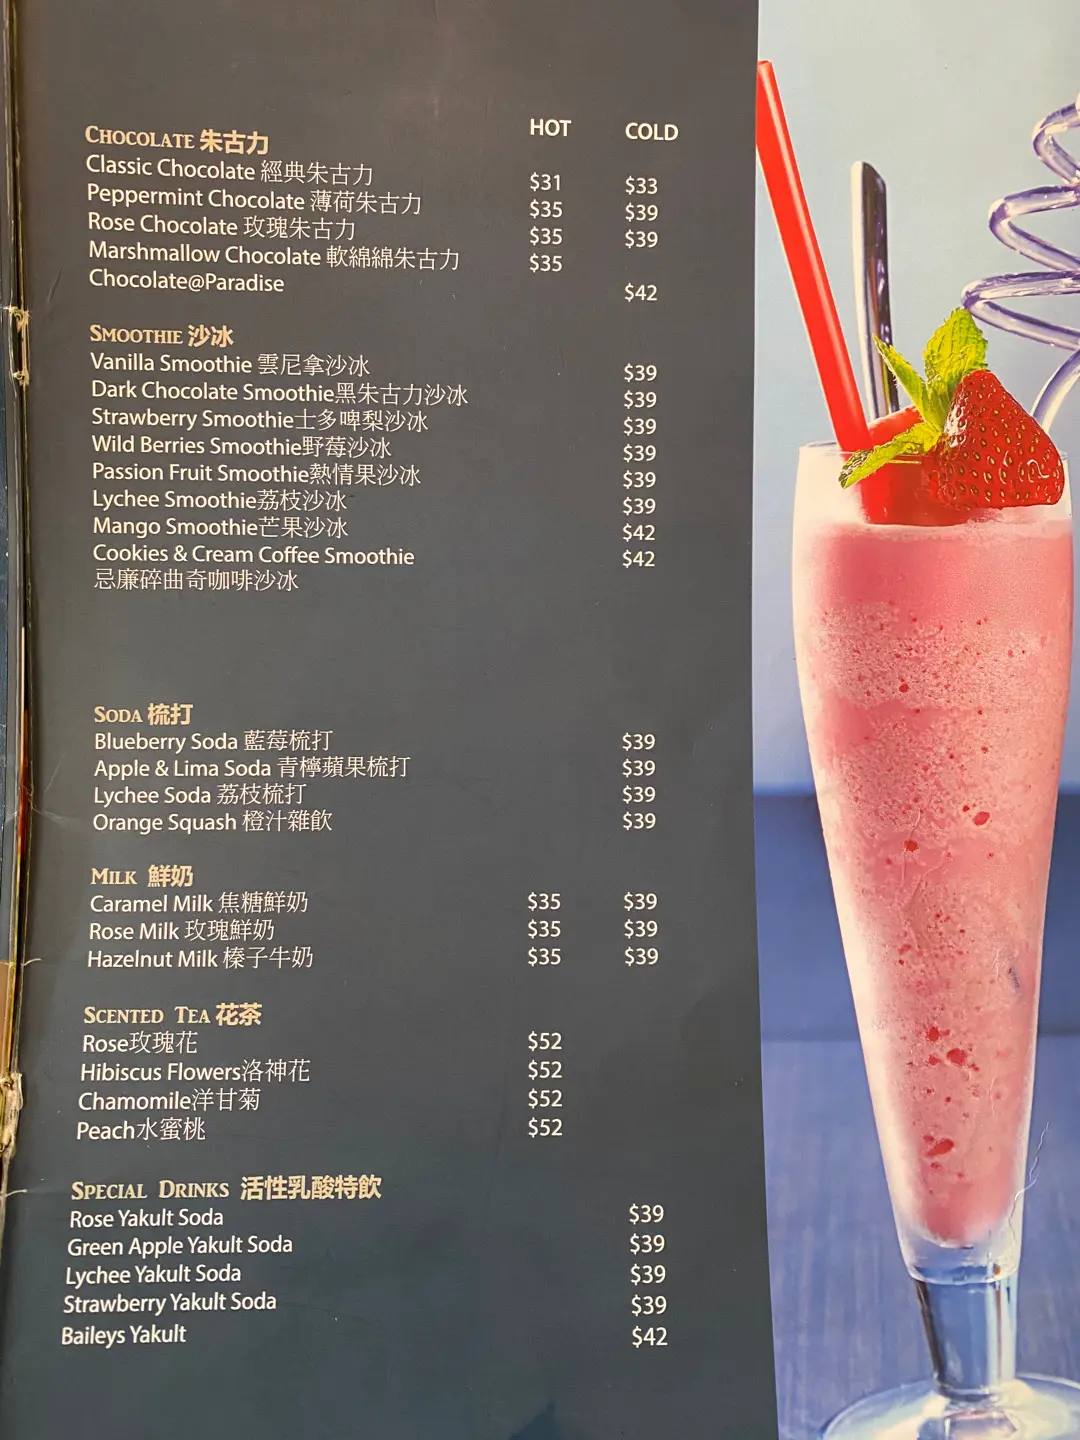 HOT COLD
CHOCOLATE 朱古力
Classic Chocolate 經典朱古力 $31 $33
Peppermint Chocolate 薄荷朱古力 $35 $39
Rose Chocolate 玫瑰朱古力 $35 $39
Marshmallow Chocolate 軟綿綿朱古力 $35
Chocolate@Paradise $42
SMOOTHIE 沙冰
Vanilla Smoothie 雲尼拿沙冰 $39
Dark Chocolate Smoothie黑朱古力沙冰 $39
Strawberry Smoothie士多啤梨沙冰 $39
Wild Berries Smoothie野莓沙冰 $39
Passion Fruit Smoothie熱情果沙冰 $39
Lychee Smoothie荔枝沙冰 $39
Mango Smoothie芒果沙冰 $42
Cookies & Cream Coffee Smoothie $42
忌廉碎曲奇咖啡沙冰
SODA 梳打
Blueberry Soda 藍莓梳打 $39
Apple & Lima Soda 青檸蘋果梳打 $39
Lychee Soda 荔枝梳打 $39
Orange Squash 橙汁雜飲 $39
MILK 鮮奶
Caramel Milk 焦糖鮮奶 $35 $39
Rose Milk 玫瑰鮮奶 $35 $39
Hazelnut Milk 榛子牛奶 $35 $39
SCENTED TEA 花茶
Rose玫瑰花 $52
Hibiscus Flowers洛神花 $52
Chamomile洋甘菊 $52
Peach水蜜桃 $52
SPECIAL DRINKS 活性乳酸特飲
Rose Yakult Soda $39
Green Apple Yakult Soda $39
Lychee Yakult Soda $39
Strawberry Yakult Soda $39
Baileys Yakult $42